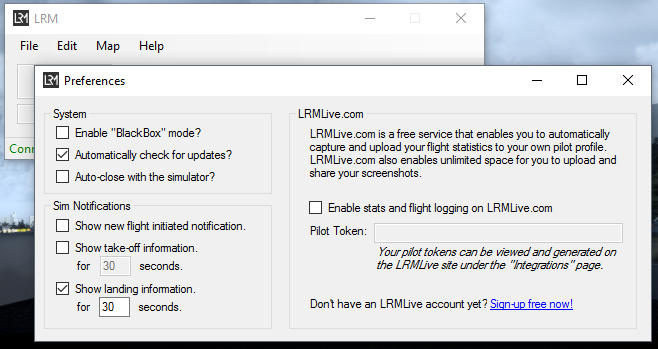 LRM LRM
File Edit Map Help
LRM Preferences
System
Enable "BlackBox" mode?
Automatically check for updates?
Auto-close with the simulator?
Sim Notifications
Show new flight initiated notification.
Show take-off information.
for 30 seconds.
Show landing information.
for 30 seconds.
LRMLive.com
LRMLive.com is a free service that enables you to automatically
capture and upload your flight statistics to your own pilot profile.
LRMLive.com also enables unlimited space for you to upload and
share your screenshots.
Enable stats and flight logging on LRMLive.com
Pilot Token:
Your pilot tokens can be viewed and generated on
the LRMLive site under the "Integrations" page.
Don't have an LRMLive account yet? Sign-up free now!